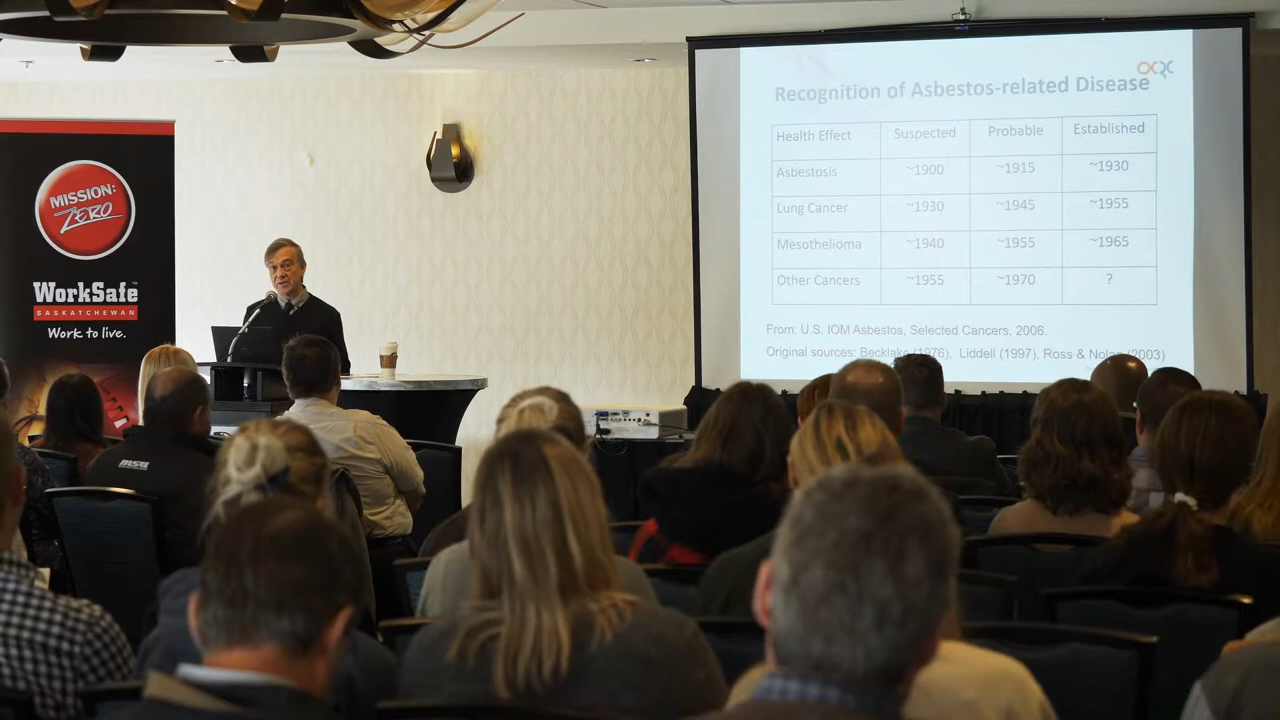 MISSION:
ZERO
WorkSafe
SASKATCHEWAN
Work to live.
Recognition of Asbestos-related Disease
Health Effect Suspected Probable Established
Asbestosis ~1900 ~1915 ~1930
Lung Cancer ~1930 ~1945 ~1955
Mesothelioma ~1940 ~1955 ~1965
Other Cancers ~1955 ~1970 ?
From: U.S. IOM Asbestos, Selected Cancers, 2006.
Original sources: Becklake (1976), Liddell (1997), Ross & Nolan (2003)